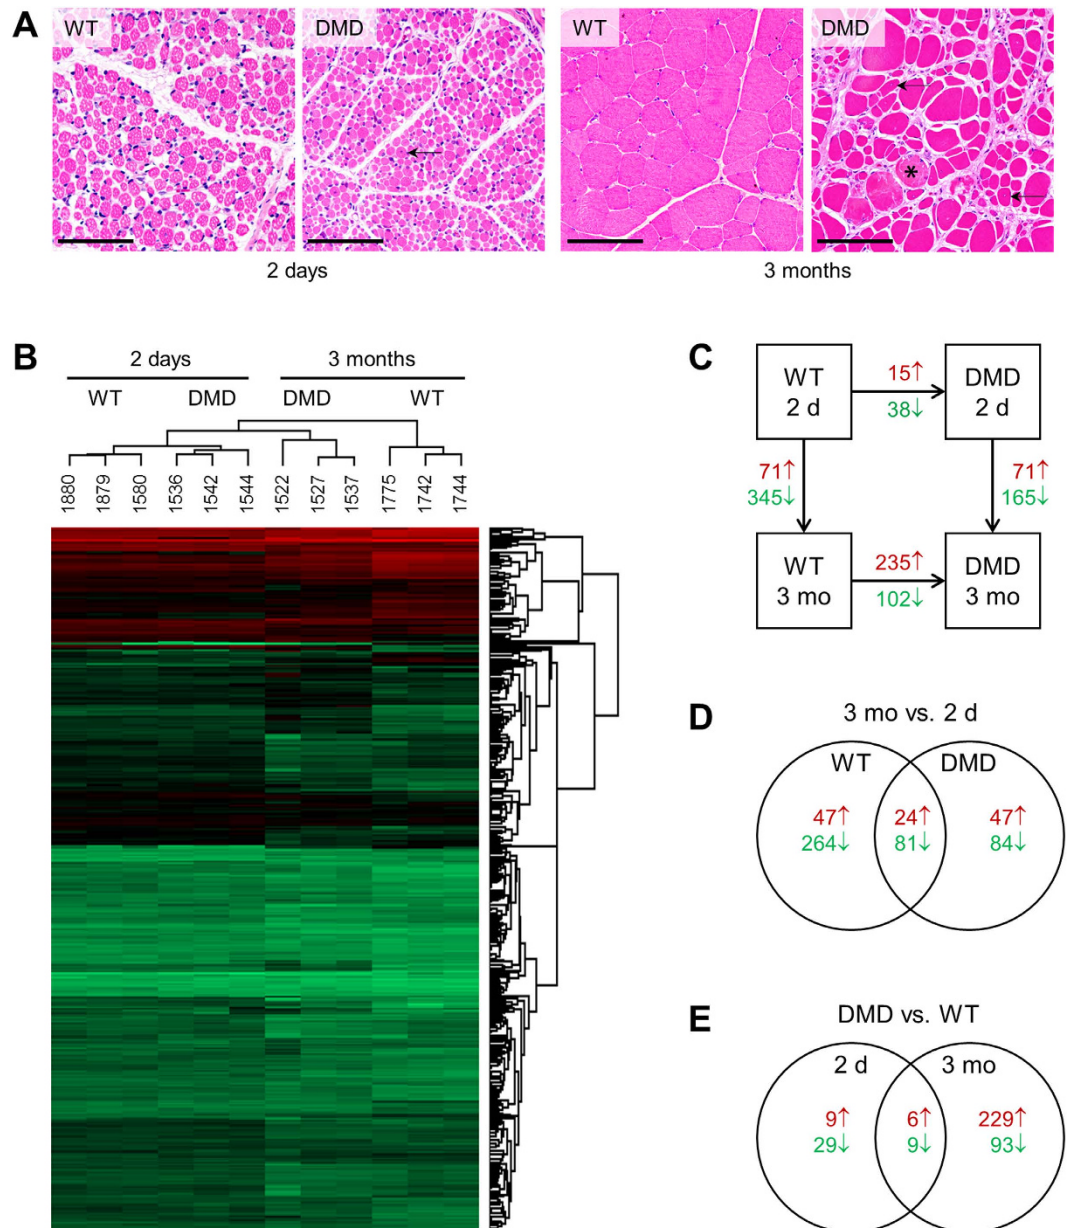 A
WT
DMD
WT
DMD
*
2 days
3 months
B
2 days
3 months
WT
DMD
DMD
WT
1880
1879
1580
1536
1542
1544
1522
1527
1537
1775
1742
1744
C
WT
2 d
15↑
38↓
DMD
2 d
71↑
345↓
71↑
165↓
WT
3 mo
235↑
102↓
DMD
3 mo
D
3 mo vs. 2 d
WT
DMD
47↑
264↓
24↑
81↓
47↑
84↓
E
DMD vs. WT
2 d
3 mo
9↑
29↓
6↑
9↓
229↑
93↓